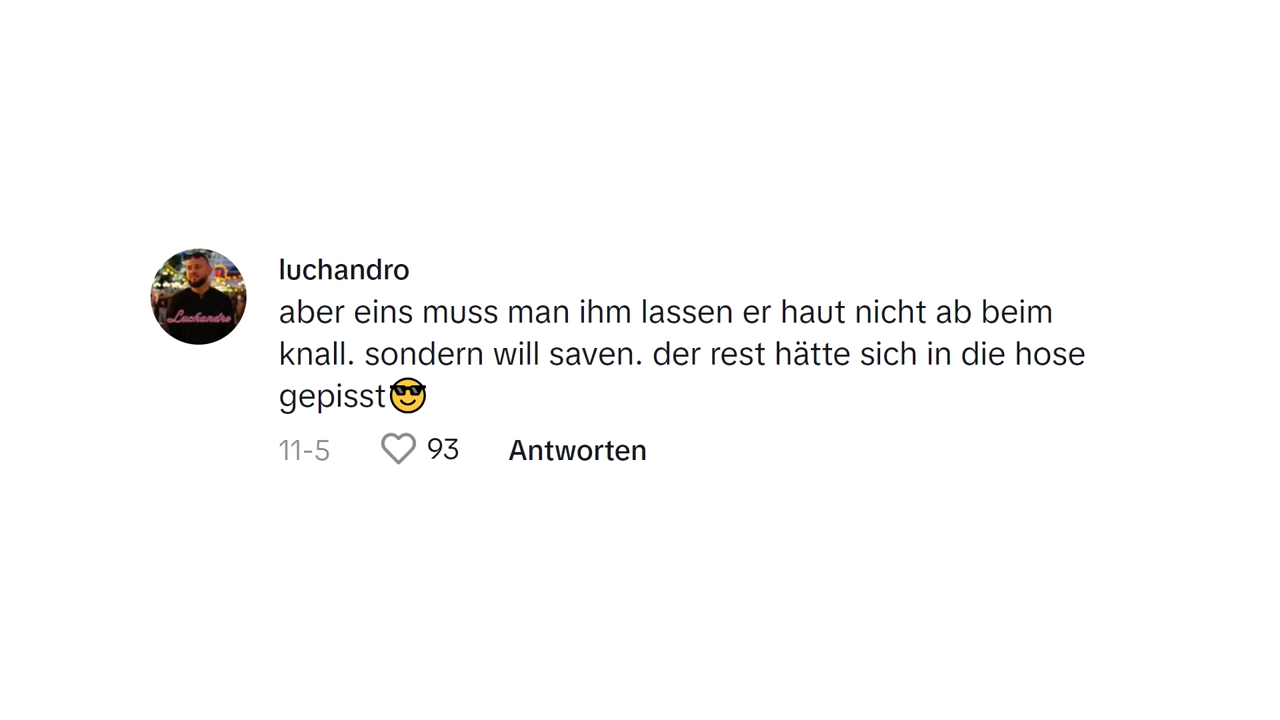 luchandro
aber eins muss man ihm lassen er haut nicht ab beim
knall. sondern will saven. der rest hätte sich in die hose
gepisst😎
11-5 93 Antworten
Luchandro